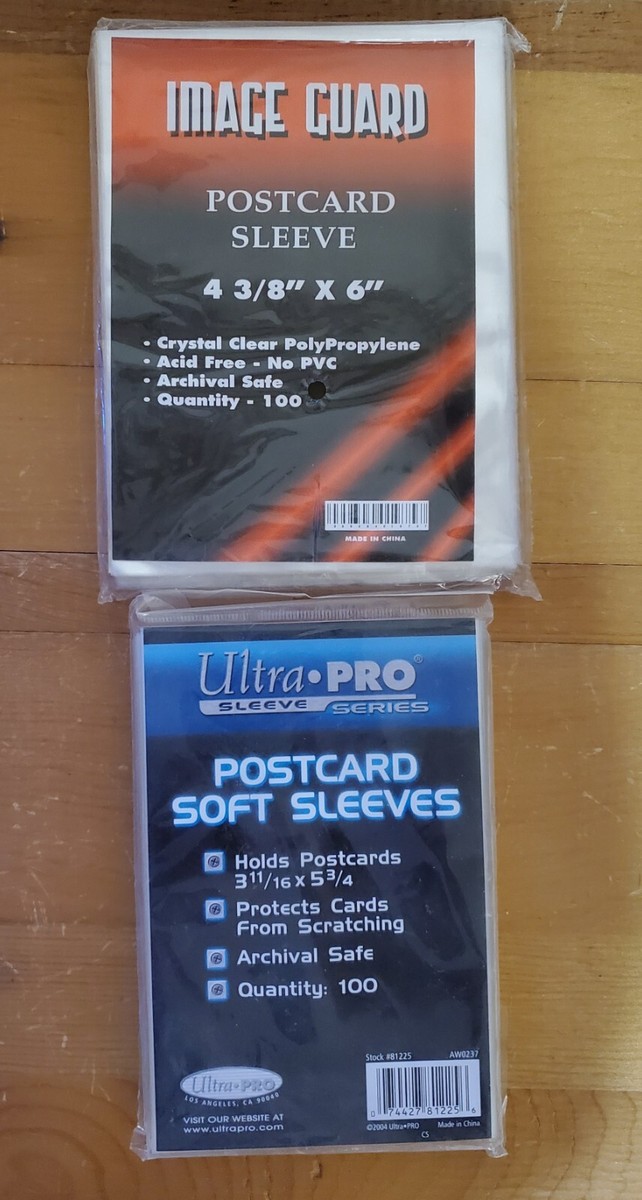 IMAGE GUARD
POSTCARD
SLEEVE
4 3/8" X 6"
• Crystal Clear PolyPropylene
• Acid Free - No PVC
• Archival Safe
• Quantity - 100
MADE IN CHINA
Ultra•PRO®
SLEEVE SERIES
POSTCARD
SOFT SLEEVES
Holds Postcards
3 11/16 x 5 3/4
Protects Cards
From Scratching
Archival Safe
Quantity: 100
Stock #81225 AW0237
Ultra•PRO
LOS ANGELES, CA 90040
0 74427 81225 6
VISIT OUR WEBSITE AT
www.ultrapro.com
©2004 Ultra•PRO Made in China
CS